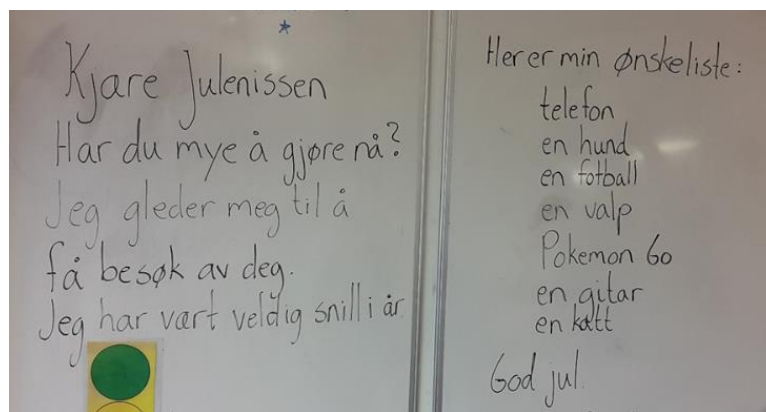 Kjare Julenissen
Har du mye å gjøre nå?
Jeg gleder meg til å
få besøk av deg.
Jeg har vært veldig snill i år
Her er min ønskeliste:
telefon
en hund
en fotball
en valp
Pokemon Go
en gitar
en katt
God jul.